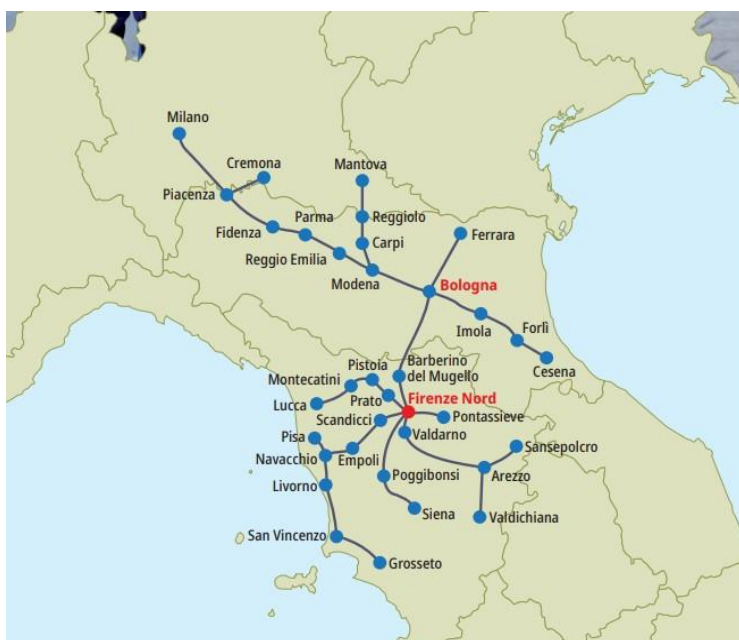 Milano
Cremona
Mantova
Piacenza
Parma
Reggiolo
Fidenza
Ferrara
Carpi
Reggio Emilia
Modena
Bologna
Imola
Forlì
Cesena
Barberino
del Mugello
Pistoia
Montecatini
Prato
Firenze Nord
Lucca
Scandicci
Pontassieve
Pisa
Valdarno
Sansepolcro
Navacchio
Empoli
Poggibonsi
Arezzo
Livorno
Siena
Valdichiana
San Vincenzo
Grosseto